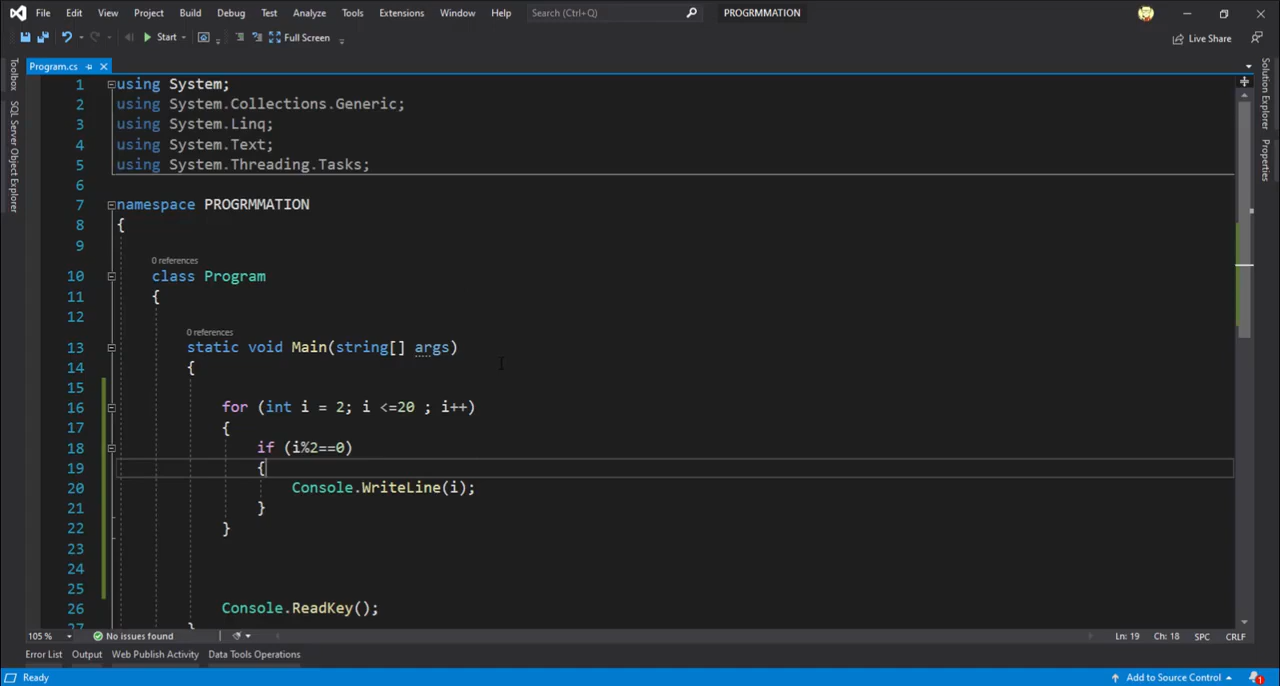 File Edit View Project Build Debug Test Analyze Tools Extensions Window Help Search (Ctrl+Q) PROGRMMATION
Start Full Screen Live Share
Program.cs
Toolbox
SQL Server Object Explorer
Solution Explorer
Properties
1 using System;
2 using System.Collections.Generic;
3 using System.Linq;
4 using System.Text;
5 using System.Threading.Tasks;
6
7 namespace PROGRMMATION
8 {
9
0 references
10 class Program
11 {
12
0 references
13 static void Main(string[] args)
14 {
15
16 for (int i = 2; i <=20 ; i++)
17 {
18 if (i%2==0)
19 {
20 Console.WriteLine(i);
21 }
22 }
23
24
25
26 Console.ReadKey();
27 }
105 % No issues found Ln: 19 Ch: 18 SPC CRLF
Error List Output Web Publish Activity Data Tools Operations
Ready Add to Source Control 1